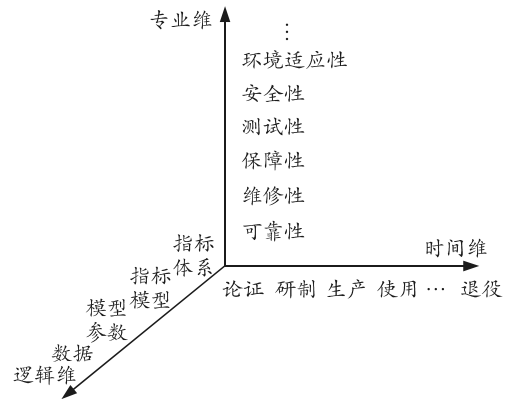 专业维
⋮
环境适应性
安全性
测试性
保障性
维修性
可靠性
时间维
论证 研制 生产 使用 … 退役
指标
体系
指标
模型
模型
参数
数据
逻辑维